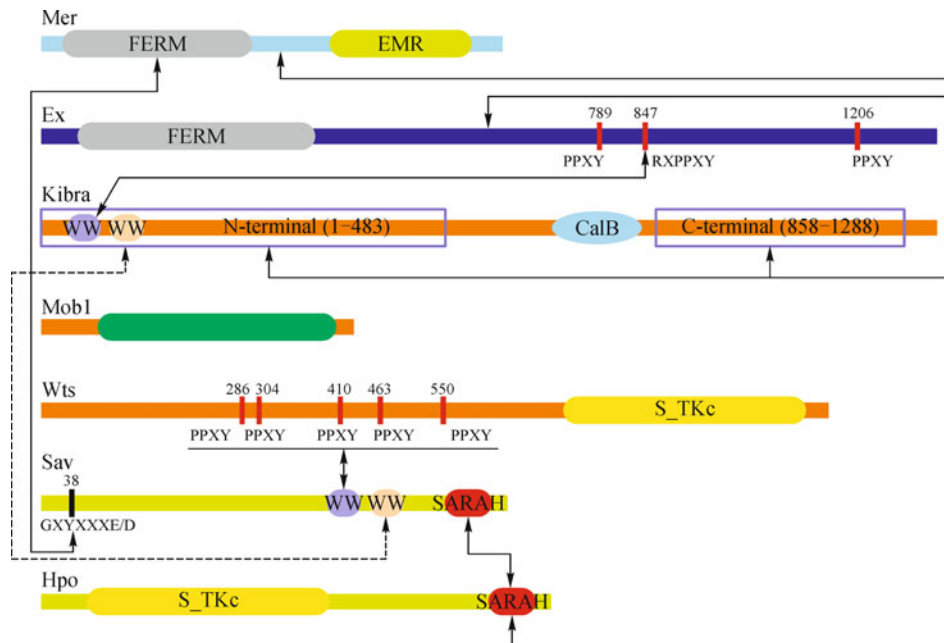 Mer
FERM EMR
Ex
789 847 1206
FERM
PPXY RXPPXY PPXY
Kibra
WW WW N-terminal (1−483) CalB C-terminal (858−1288)
Mob1
Wts
286 304 410 463 550
S_TKc
PPXY PPXY PPXY PPXY PPXY
Sav
38
WW WW SARAH
GXYXXXE/D
Hpo
S_TKc SARAH